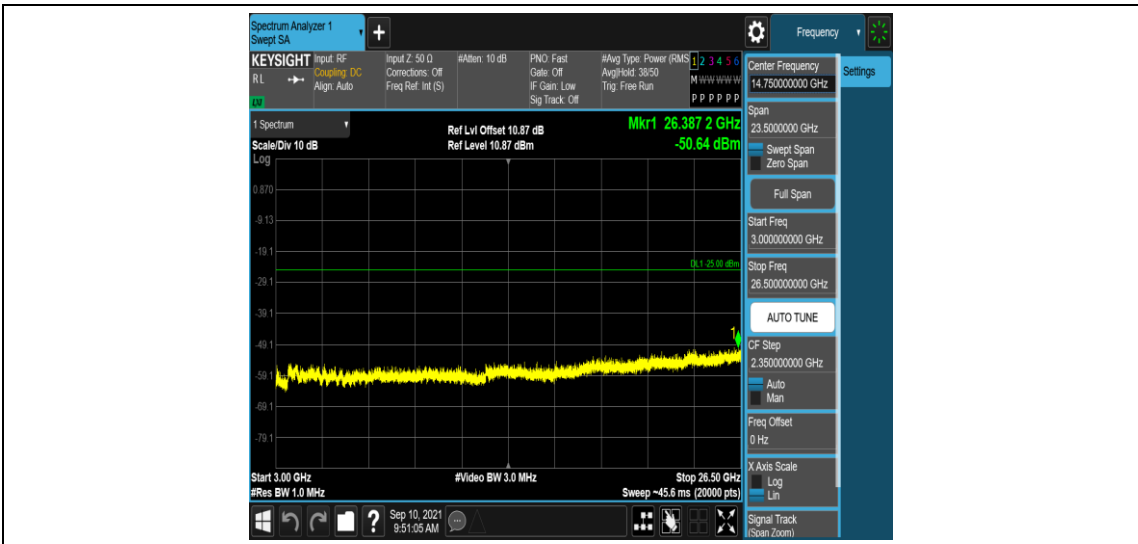 Spectrum Analyzer 1
Swept SA
Frequency
KEYSIGHT
RL
LNI
Input: RF
Coupling: DC
Align: Auto
Input Z: 50 Ω
Corrections: Off
Freq Ref: Int (S)
#Atten: 10 dB
PNO: Fast
Gate: Off
IF Gain: Low
Sig Track: Off
#Avg Type: Power (RMS
Avg|Hold: 38/50
Trig: Free Run
1 2 3 4 5 6
M W W W W W
P P P P P P
1 Spectrum
Scale/Div 10 dB
Log
Ref Lvl Offset 10.87 dB
Ref Level 10.87 dBm
Mkr1 26.387 2 GHz
-50.64 dBm
0.870
-9.13
-19.1
DL1 -25.00 dBm
-29.1
-39.1
1
-49.1
-59.1
-69.1
-79.1
Start 3.00 GHz
#Res BW 1.0 MHz
#Video BW 3.0 MHz
Stop 26.50 GHz
Sweep ~45.6 ms (20000 pts)
Sep 10, 2021
9:51:05 AM
Center Frequency
14.750000000 GHz
Settings
Span
23.5000000 GHz
Swept Span
Zero Span
Full Span
Start Freq
3.000000000 GHz
Stop Freq
26.500000000 GHz
AUTO TUNE
CF Step
2.350000000 GHz
Auto
Man
Freq Offset
0 Hz
X Axis Scale
Log
Lin
Signal Track
(Span Zoom)